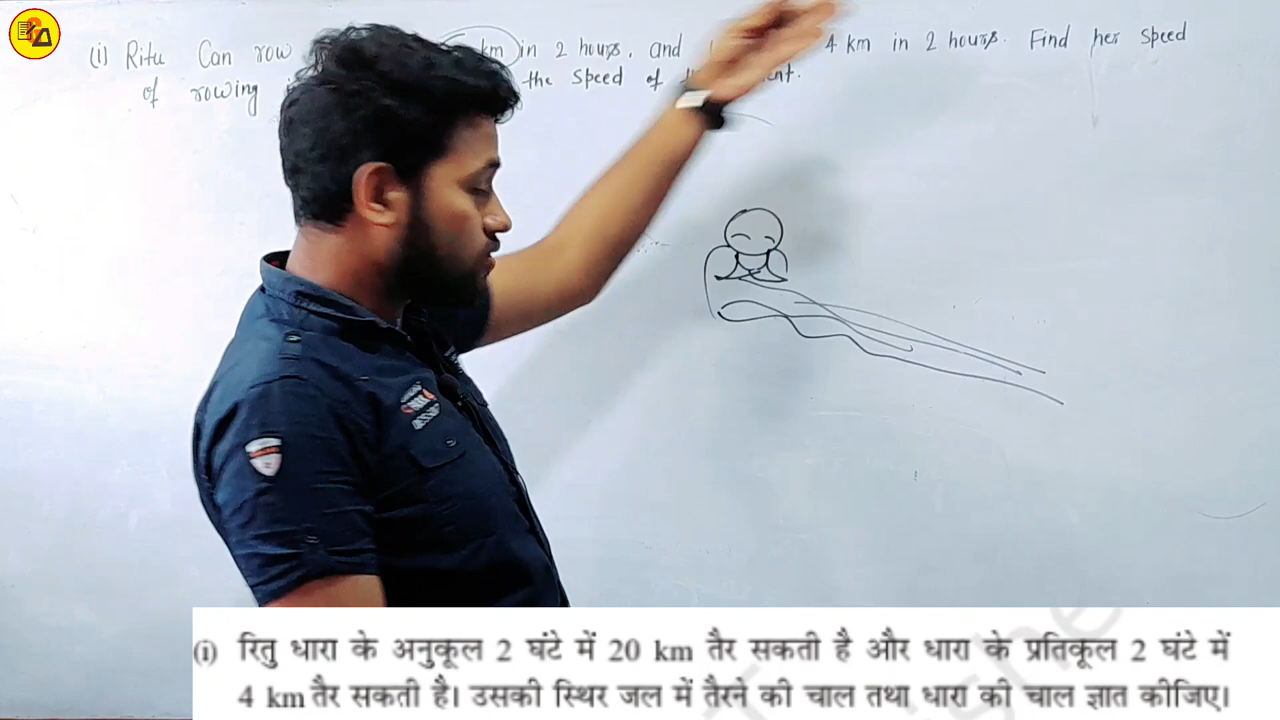 (i) Ritu Can row km in 2 hours, and 4 km in 2 hours. Find her speed
of rowing the speed of
(i) रितु धारा के अनुकूल 2 घंटे में 20 km तैर सकती है और धारा के प्रतिकूल 2 घंटे में
4 km तैर सकती है। उसकी स्थिर जल में तैरने की चाल तथा धारा की चाल ज्ञात कीजिए।